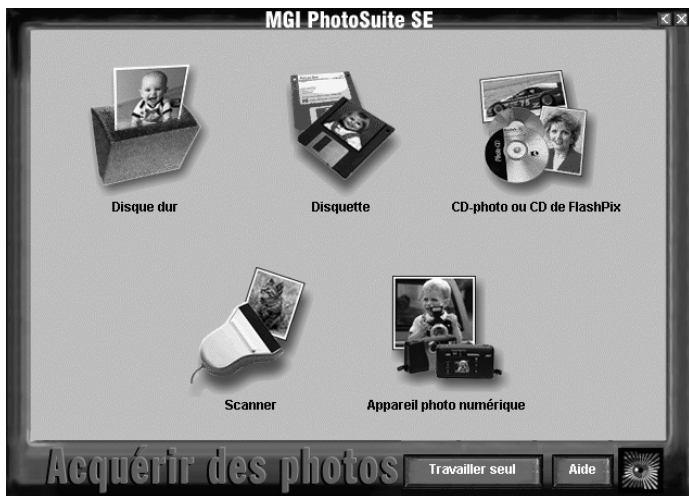 MGI PhotoSuite SE
Disque dur
Disquette
CD-photo ou CD de FlashPix
Scanner
Appareil photo numérique
Acquérir des photos
Travailler seul
Aide